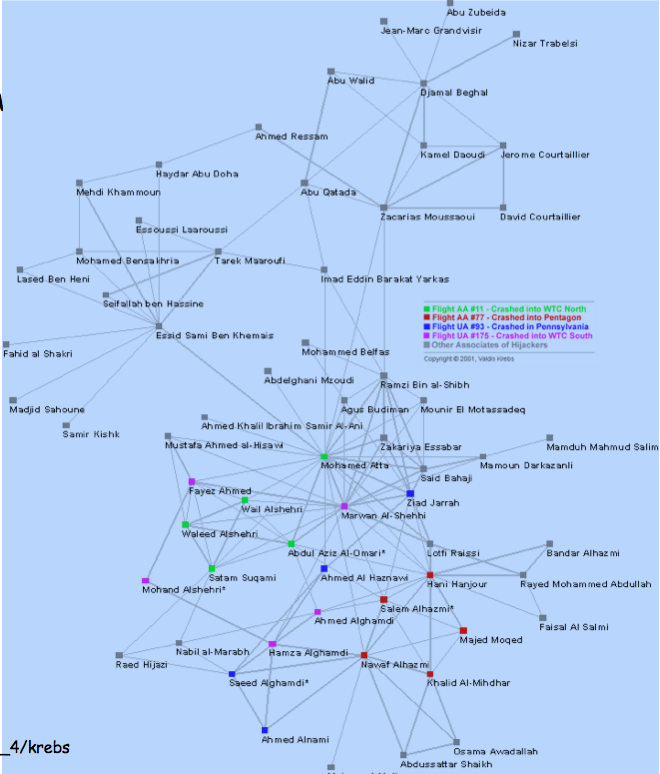 Abu Zubeida
Jean-Marc Grandvisir
Nizar Trabelsi
Abu Walid
Djamal Beghal
Ahmed Ressam
Kamel Daoudi
Jerome Courtaillier
Haydar Abu Doha
Mehdi Khammoun
Abu Qatada
Zacarias Moussaoui
David Courtaillier
Essoussi Laaroussi
Mohamed Bensakhria
Tarek Maaroufi
Lased Ben Heni
Imad Eddin Barakat Yarkas
Seifallah ben Hassine
Flight AA #11 - Crashed into WTC North
Flight AA #77 - Crashed into Pentagon
Flight UA #93 - Crashed in Pennsylvania
Flight UA #175 - Crashed into WTC South
Other Associates of Hijackers
Copyright © 2001, Valdis Krebs
Essid Sami Ben Khemais
Fahid al Shakri
Mohammed Belfas
Abdelghani Mzoudi
Ramzi Bin al-Shibh
Madjid Sahoune
Agus Budiman
Mounir El Motassadeq
Samir Kishk
Ahmed Khalil Ibrahim Samir Al-Ani
Mustafa Ahmed al-Hisawi
Zakariya Essabar
Mamduh Mahmud Salim
Mohamed Atta
Mamoun Darkazanli
Said Bahaji
Fayez Ahmed
Ziad Jarrah
Wail Alshehri
Marwan Al-Shehhi
Waleed Alshehri
Abdul Aziz Al-Omari*
Lotfi Raissi
Bandar Alhazmi
Satam Suqami
Ahmed Al Haznawi
Hani Hanjour
Rayed Mohammed Abdullah
Mohand Alshehri*
Salem Alhazmi*
Ahmed Alghamdi
Faisal Al Salmi
Majed Moqed
Nabil al-Marabh
Hamza Alghamdi
Raed Hijazi
Nawaf Alhazmi
Saeed Alghamdi*
Khalid Al-Mihdhar
Ahmed Alnami
_4/krebs
Osama Awadallah
Abdussattar Shaikh